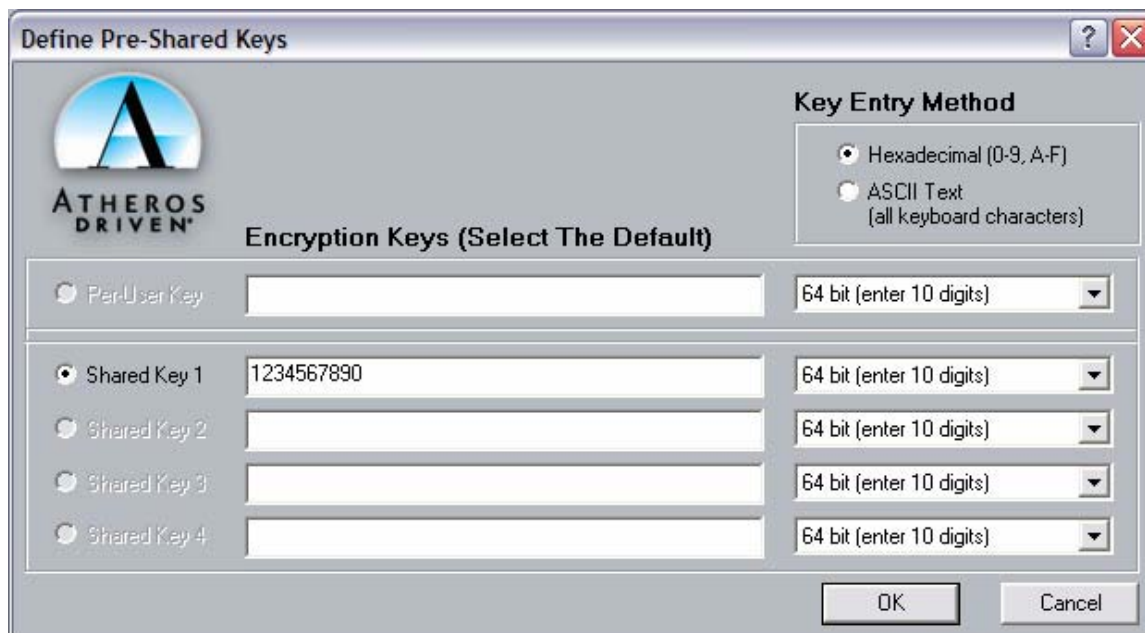 Define Pre-Shared Keys
A
ATHEROS
DRIVEN
Key Entry Method
Hexadecimal (0-9, A-F)
ASCII Text
(all keyboard characters)
Encryption Keys (Select The Default)
Per-User Key 64 bit (enter 10 digits)
Shared Key 1 1234567890 64 bit (enter 10 digits)
Shared Key 2 64 bit (enter 10 digits)
Shared Key 3 64 bit (enter 10 digits)
Shared Key 4 64 bit (enter 10 digits)
OK Cancel